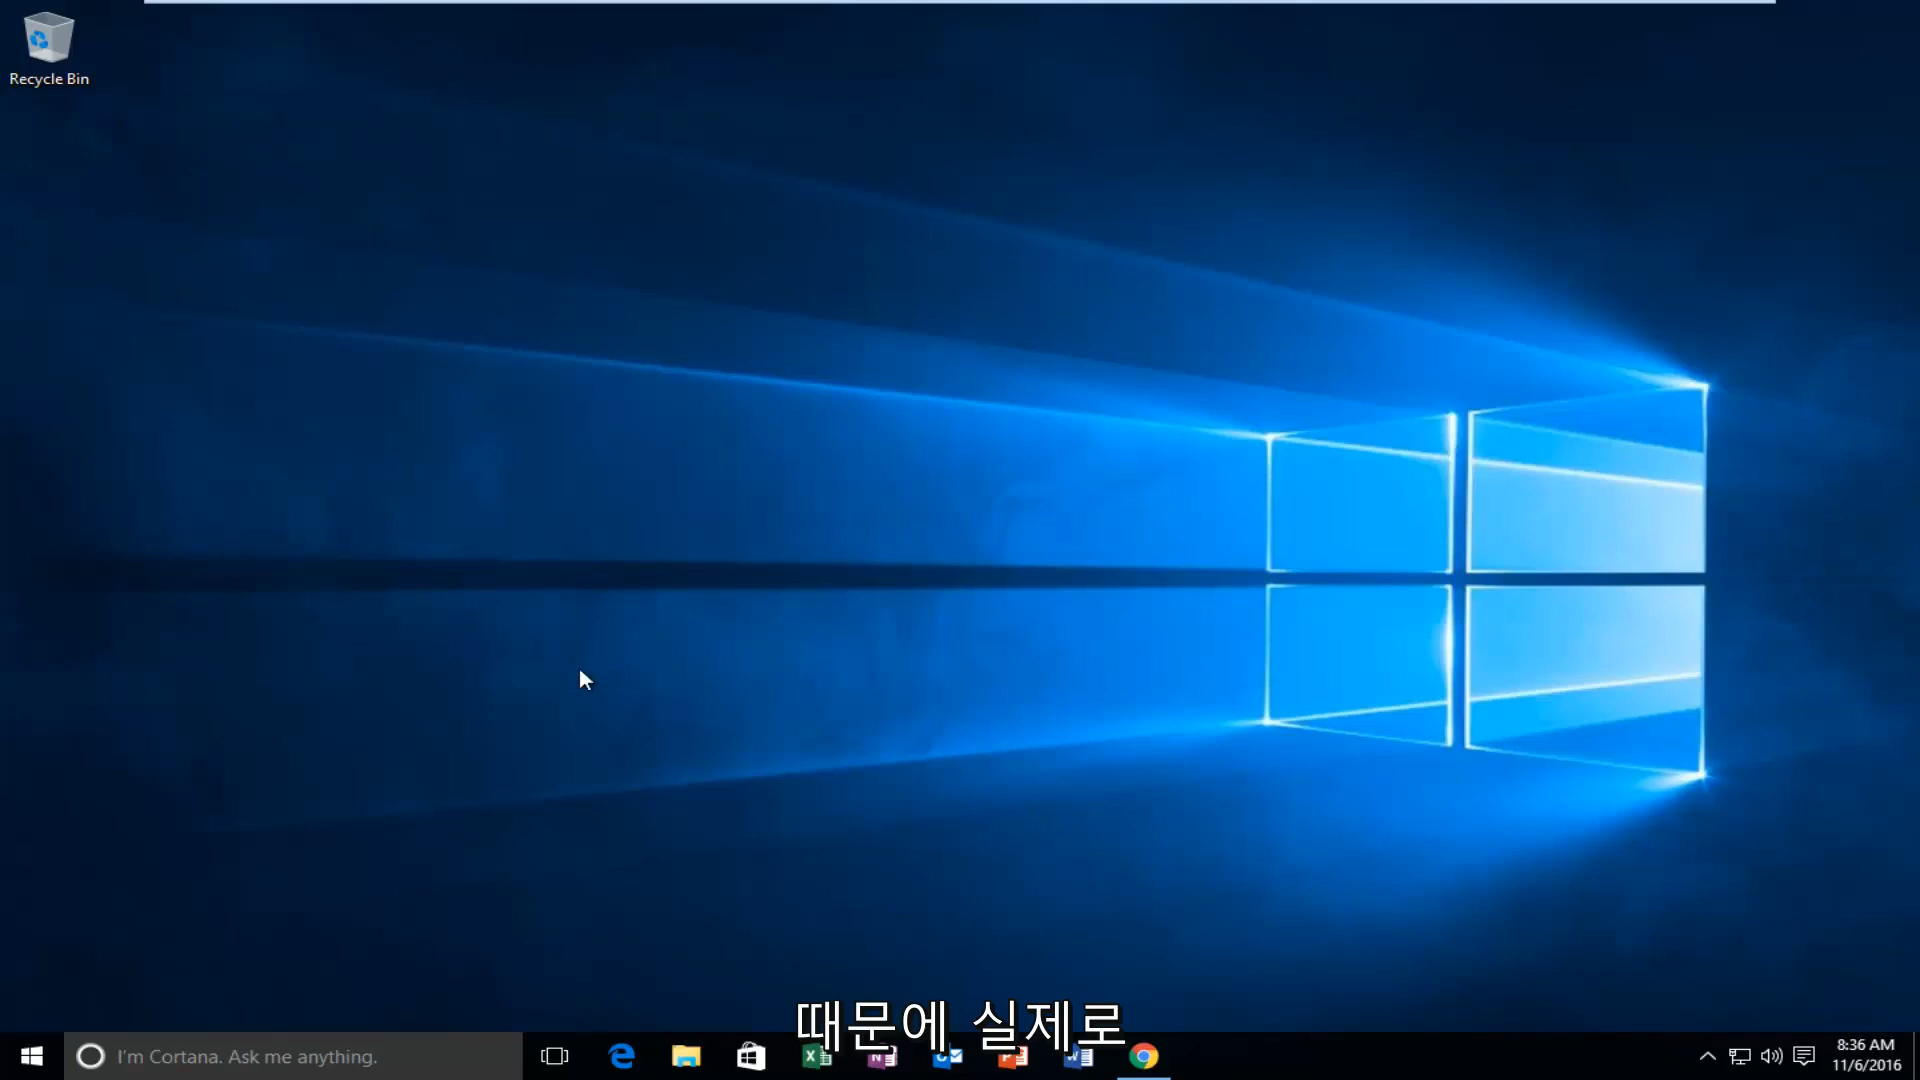 Recycle Bin
때문에 실제로
I'm Cortana. Ask me anything.
8:36 AM
11/6/2016